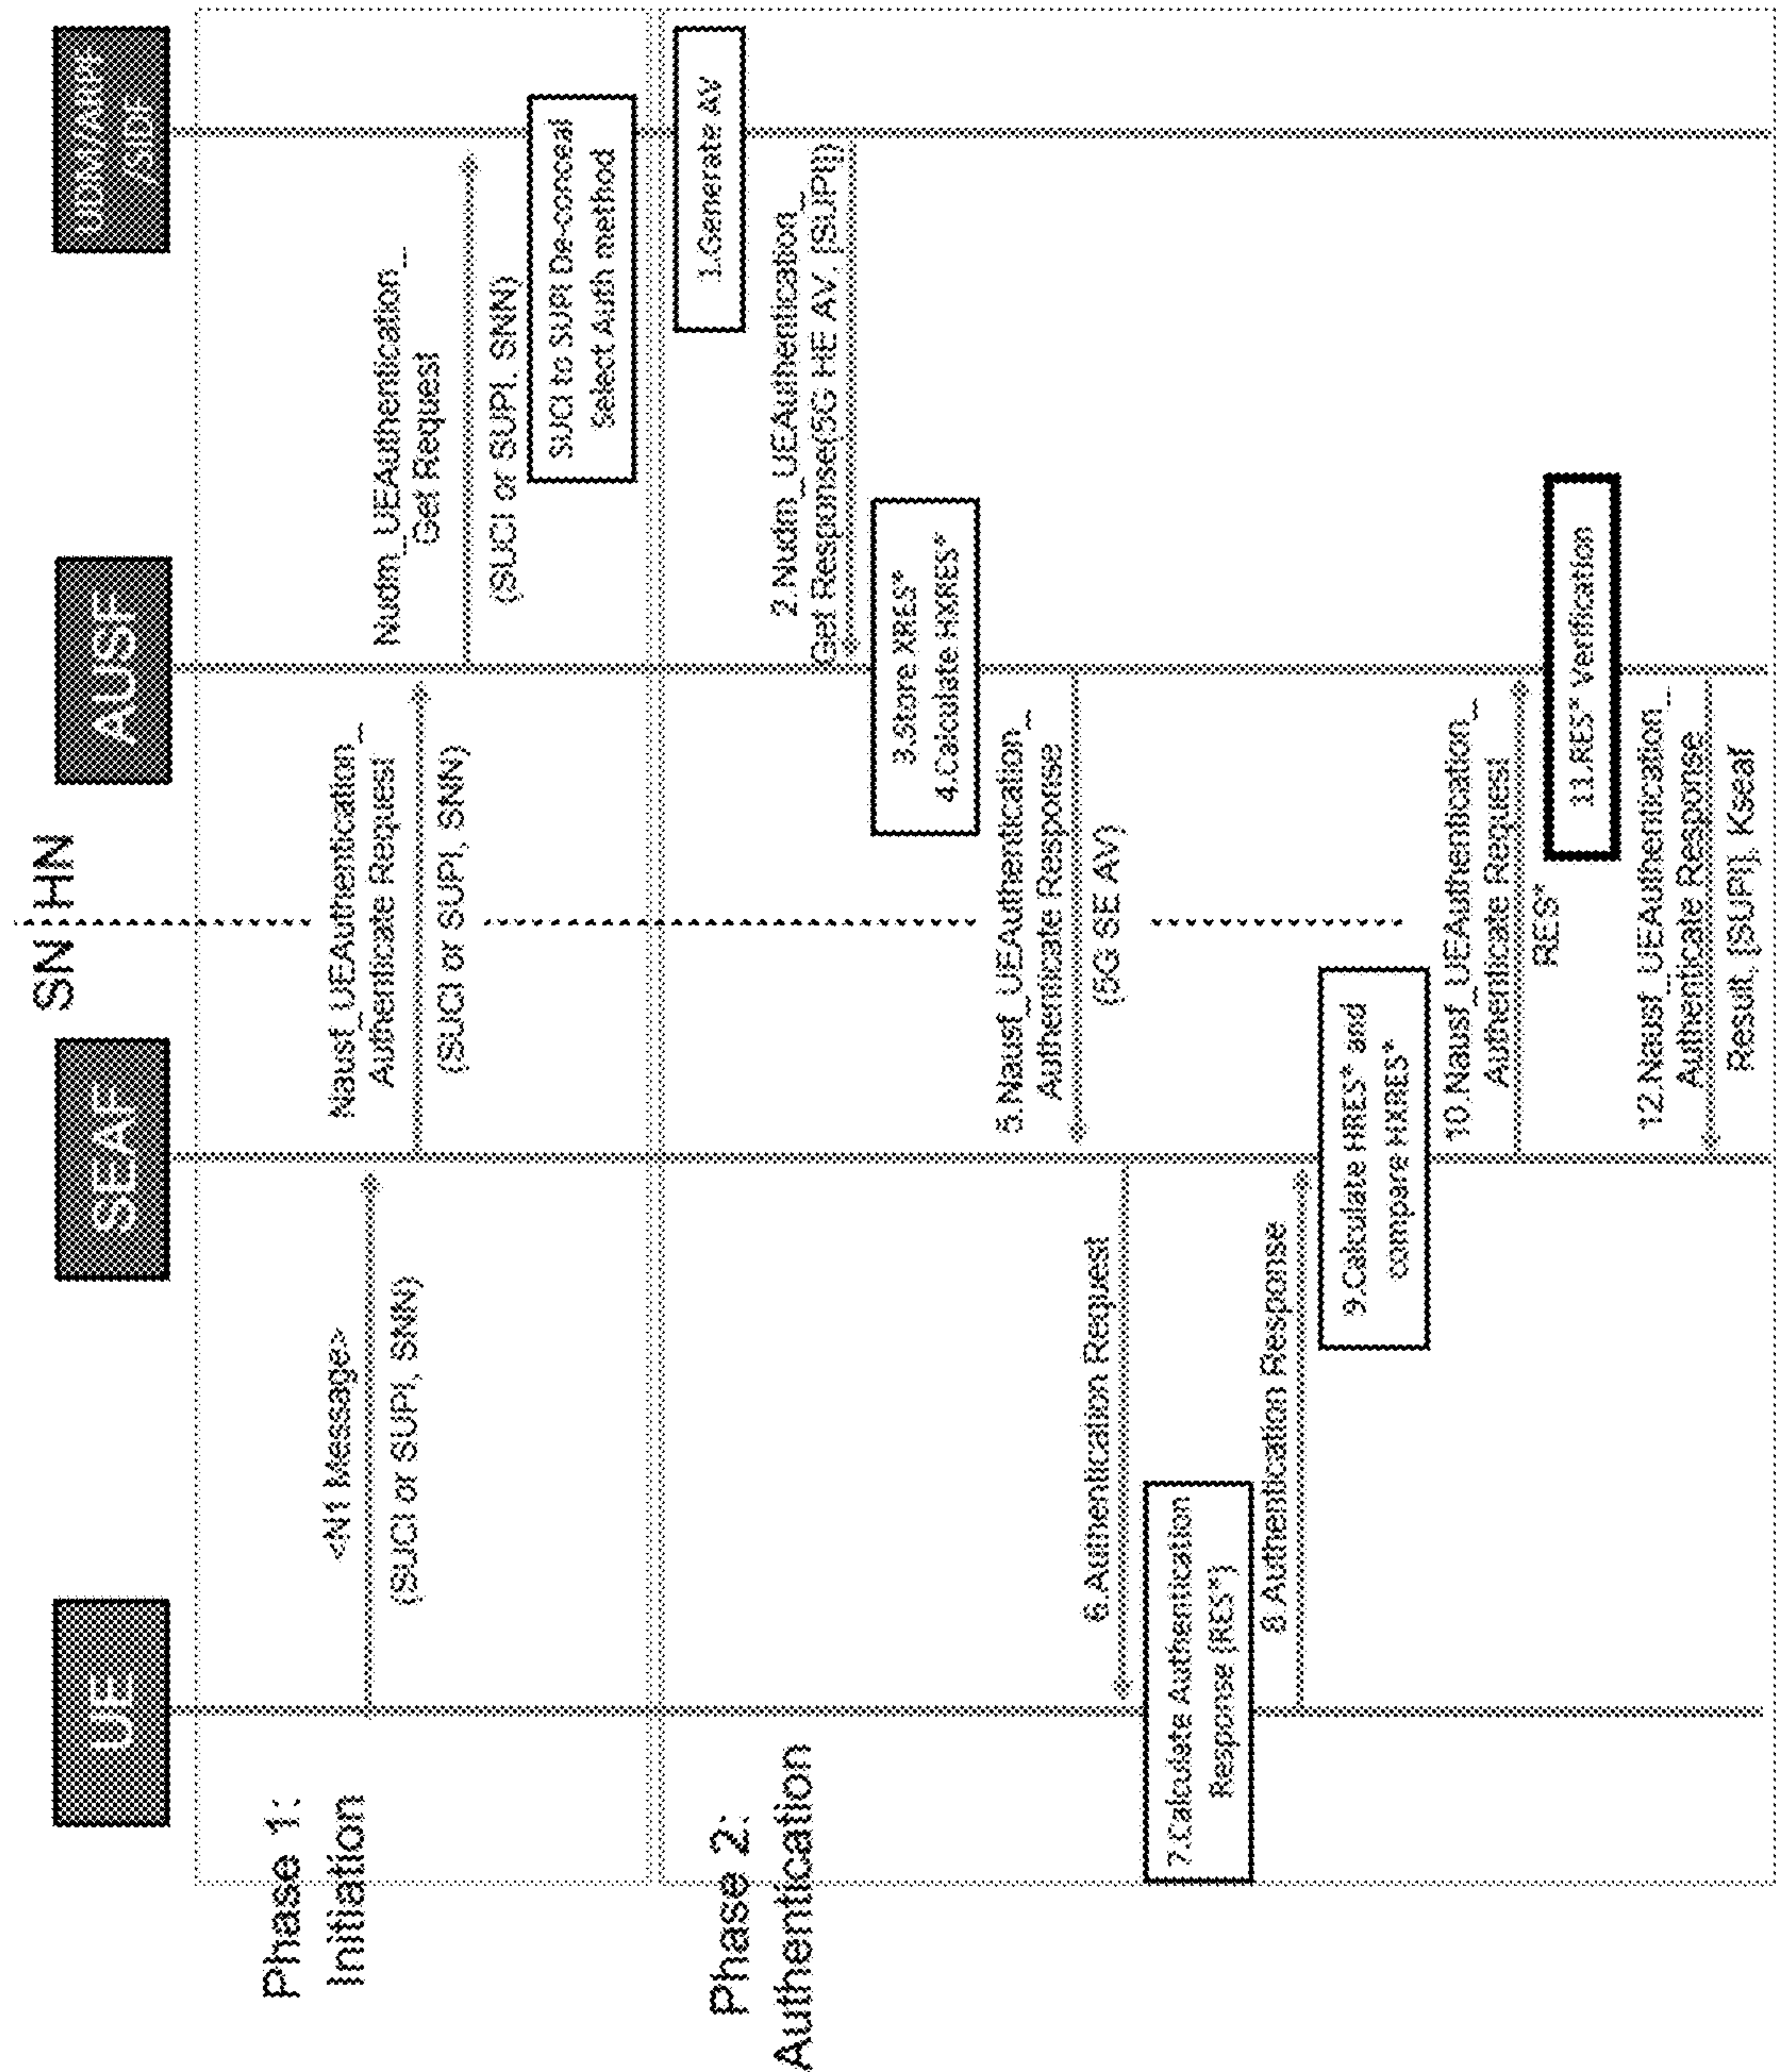 SN HN
UE
SEAF
AUSF
UDM/ARPF
/SIDF
Phase 1:
Initiation
<N1 Message>
(SUCI or SUPI, SNN)
Nausf_UEAuthentication_
Authenticate Request
(SUCI or SUPI, SNN)
Nudm_UEAuthentication_
Get Request
(SUCI or SUPI, SNN)
SUCI to SUPI De-conceal
Select Auth method
Phase 2:
Authentication
1.Generate AV
2.Nudm_UEAuthentication_
Get Response(5G HE AV, [SUPI])
3.Store XRES*
4.Calculate HXRES*
5.Nausf_UEAuthentication_
Authenticate Response
(5G SE AV)
6.Authentication Request
7.Calculate Authentication
Response (RES*)
8.Authentication Response
9.Calculate HRES* and
compare HXRES*
10.Nausf_UEAuthentication_
Authenticate Request
RES*
11.RES* Verification
12.Nausf_UEAuthentication_
Authenticate Response
Result, [SUPI], Kseaf